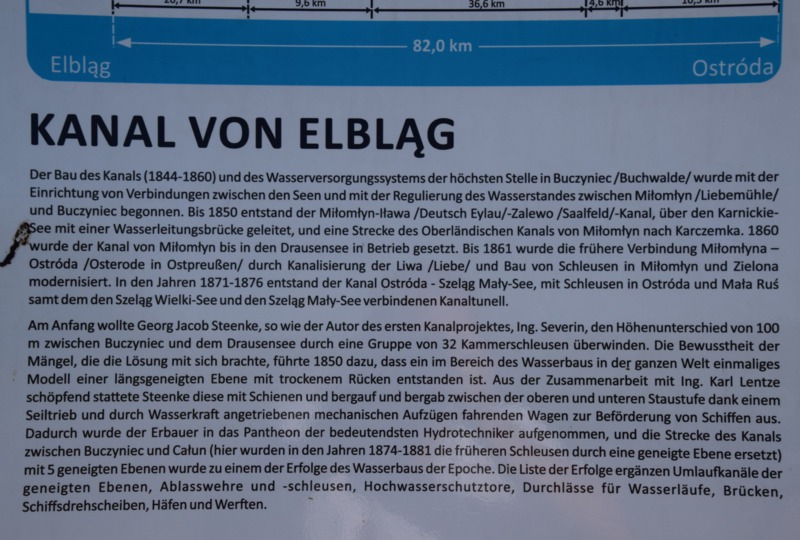 9,6 km
36,6 km
4,6 km
82,0 km
Elbląg
Ostróda
KANAL VON ELBLĄG
Der Bau des Kanals (1844-1860) und des Wasserversorgungssystems der höchsten Stelle in Buczyniec /Buchwalde/ wurde mit der
Einrichtung von Verbindungen zwischen den Seen und mit der Regulierung des Wasserstandes zwischen Miłomłyn /Liebemühle/
und Buczyniec begonnen. Bis 1850 entstand der Miłomłyn-Iława /Deutsch Eylau/-Zalewo /Saalfeld/-Kanal, über den Karnickie-
See mit einer Wasserleitungsbrücke geleitet, und eine Strecke des Oberländischen Kanals von Miłomłyn nach Karczemka. 1860
wurde der Kanal von Miłomłyn bis in den Drausensee in Betrieb gesetzt. Bis 1861 wurde die frühere Verbindung Miłomłyna –
Ostróda /Osterode in Ostpreußen/ durch Kanalisierung der Liwa /Liebe/ und Bau von Schleusen in Miłomłyn und Zielona
modernisiert. In den Jahren 1871-1876 entstand der Kanal Ostróda - Szeląg Mały-See, mit Schleusen in Ostróda und Mała Ruś
samt dem den Szeląg Wielki-See und den Szeląg Mały-See verbindenen Kanaltunell.
Am Anfang wollte Georg Jacob Steenke, so wie der Autor des ersten Kanalprojektes, Ing. Severin, den Höhenunterschied von 100
m zwischen Buczyniec und dem Drausensee durch eine Gruppe von 32 Kammerschleusen überwinden. Die Bewusstheit der
Mängel, die die Lösung mit sich brachte, führte 1850 dazu, dass ein im Bereich des Wasserbaus in der ganzen Welt einmaliges
Modell einer längsgeneigten Ebene mit trockenem Rücken entstanden ist. Aus der Zusammenarbeit mit Ing. Karl Lentze
schöpfend stattete Steenke diese mit Schienen und bergauf und bergab zwischen der oberen und unteren Staustufe dank einem
Seiltrieb und durch Wasserkraft angetriebenen mechanischen Aufzügen fahrenden Wagen zur Beförderung von Schiffen aus.
Dadurch wurde der Erbauer in das Pantheon der bedeutendsten Hydrotechniker aufgenommen, und die Strecke des Kanals
zwischen Buczyniec und Całun (hier wurden in den Jahren 1874-1881 die früheren Schleusen durch eine geneigte Ebene ersetzt)
mit 5 geneigten Ebenen wurde zu einem der Erfolge des Wasserbaus der Epoche. Die Liste der Erfolge ergänzen Umlaufkanäle der
geneigten Ebenen, Ablasswehre und -schleusen, Hochwasserschutztore, Durchlässe für Wasserläufe, Brücken,
Schiffsdrehscheiben, Häfen und Werften.